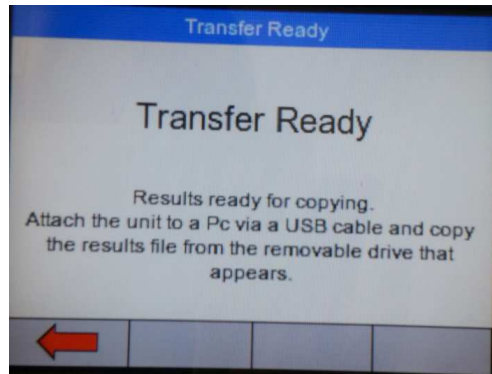 Transfer Ready
Transfer Ready
Results ready for copying.
Attach the unit to a Pc via a USB cable and copy
the results file from the removable drive that
appears.